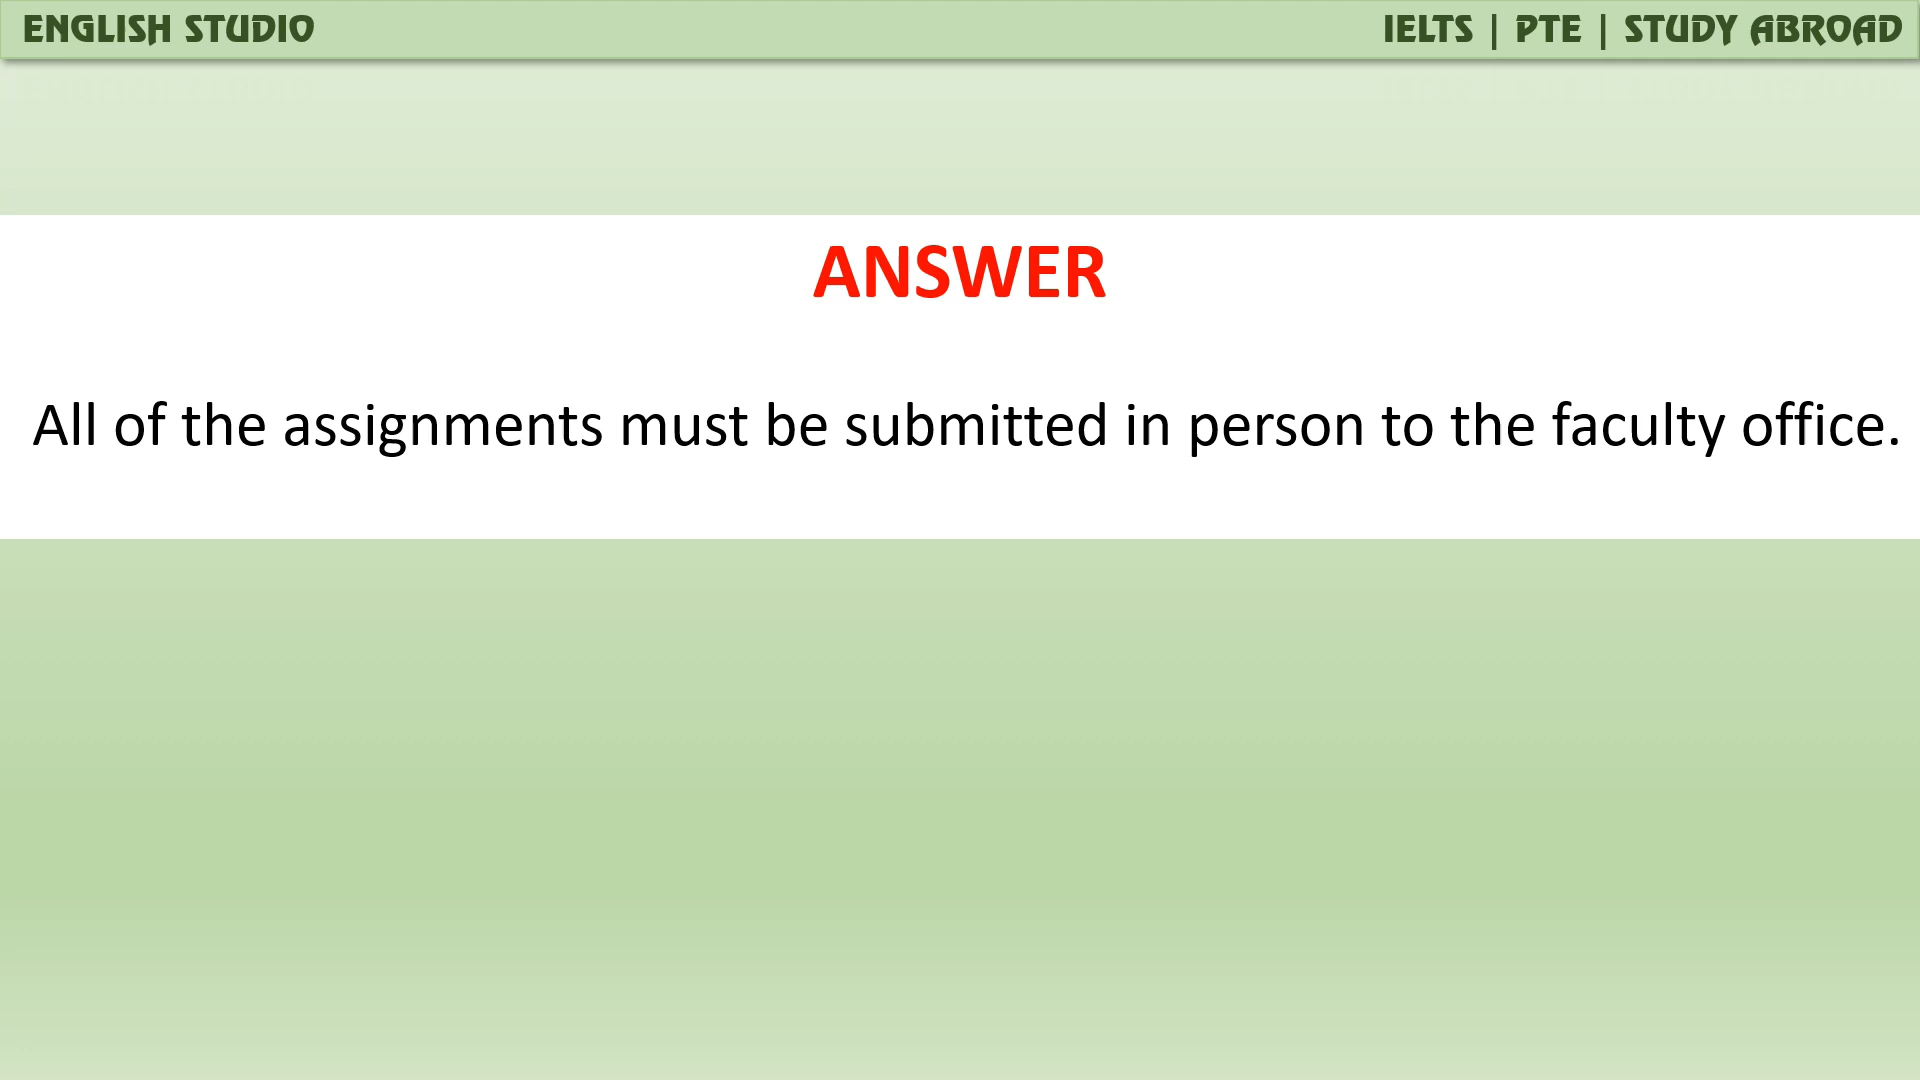 ENGLISH STUDIO
IELTS | PTE | STUDY ABROAD
ANSWER
All of the assignments must be submitted in person to the faculty office.